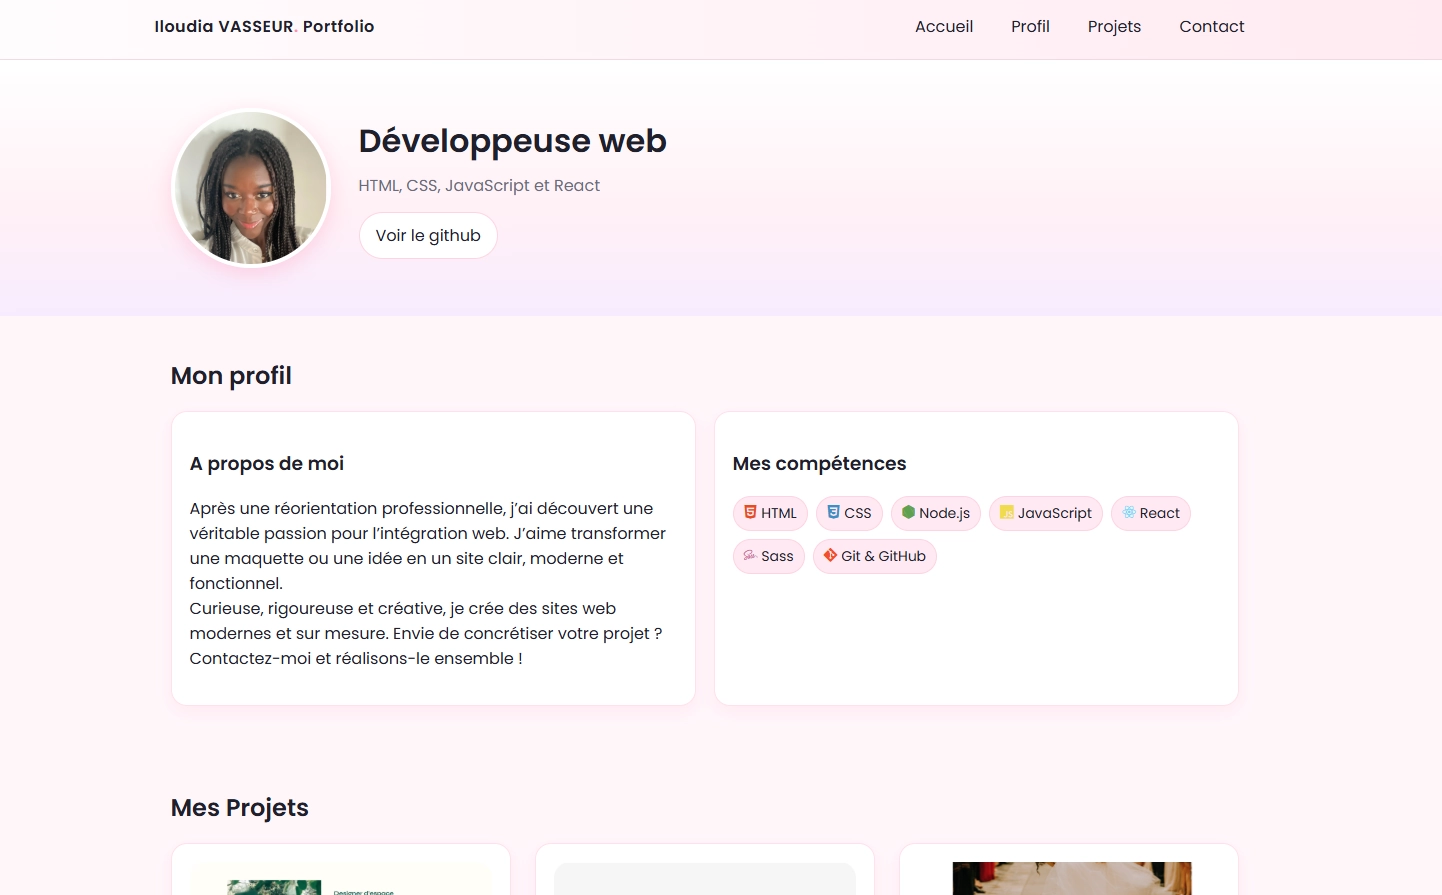 Iloudia VASSEUR. Portfolio
Accueil Profil Projets Contact
Développeuse web
HTML, CSS, JavaScript et React
Voir le github
Mon profil
A propos de moi
Après une réorientation professionnelle, j’ai découvert une
véritable passion pour l’intégration web. J’aime transformer
une maquette ou une idée en un site clair, moderne et
fonctionnel.
Curieuse, rigoureuse et créative, je crée des sites web
modernes et sur mesure. Envie de concrétiser votre projet ?
Contactez-moi et réalisons-le ensemble !
Mes compétences
HTML CSS Node.js JavaScript React
Sass Git & GitHub
Mes Projets
Designer d'espace